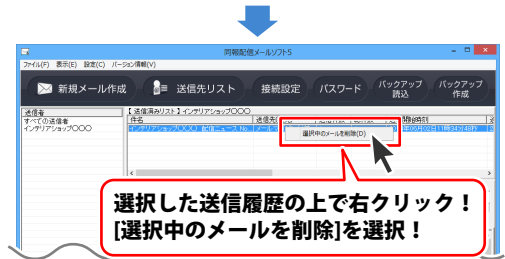 同報配信メールソフト5
ファイル(F) 表示(E) 設定(C) バージョン情報(V)
新規メール作成 送信先リスト 接続設定 パスワード バックアップ読込 バックアップ作成
送信者 【 送信済みリスト 】インテリアショップ〇〇〇
すべての送信者 件名 送信先
インテリアショップ〇〇〇 インテリアショップ〇〇〇 配信ニュース No.
選択中のメールを削除(D)
選択した送信履歴の上で右クリック！
[選択中のメールを削除]を選択！